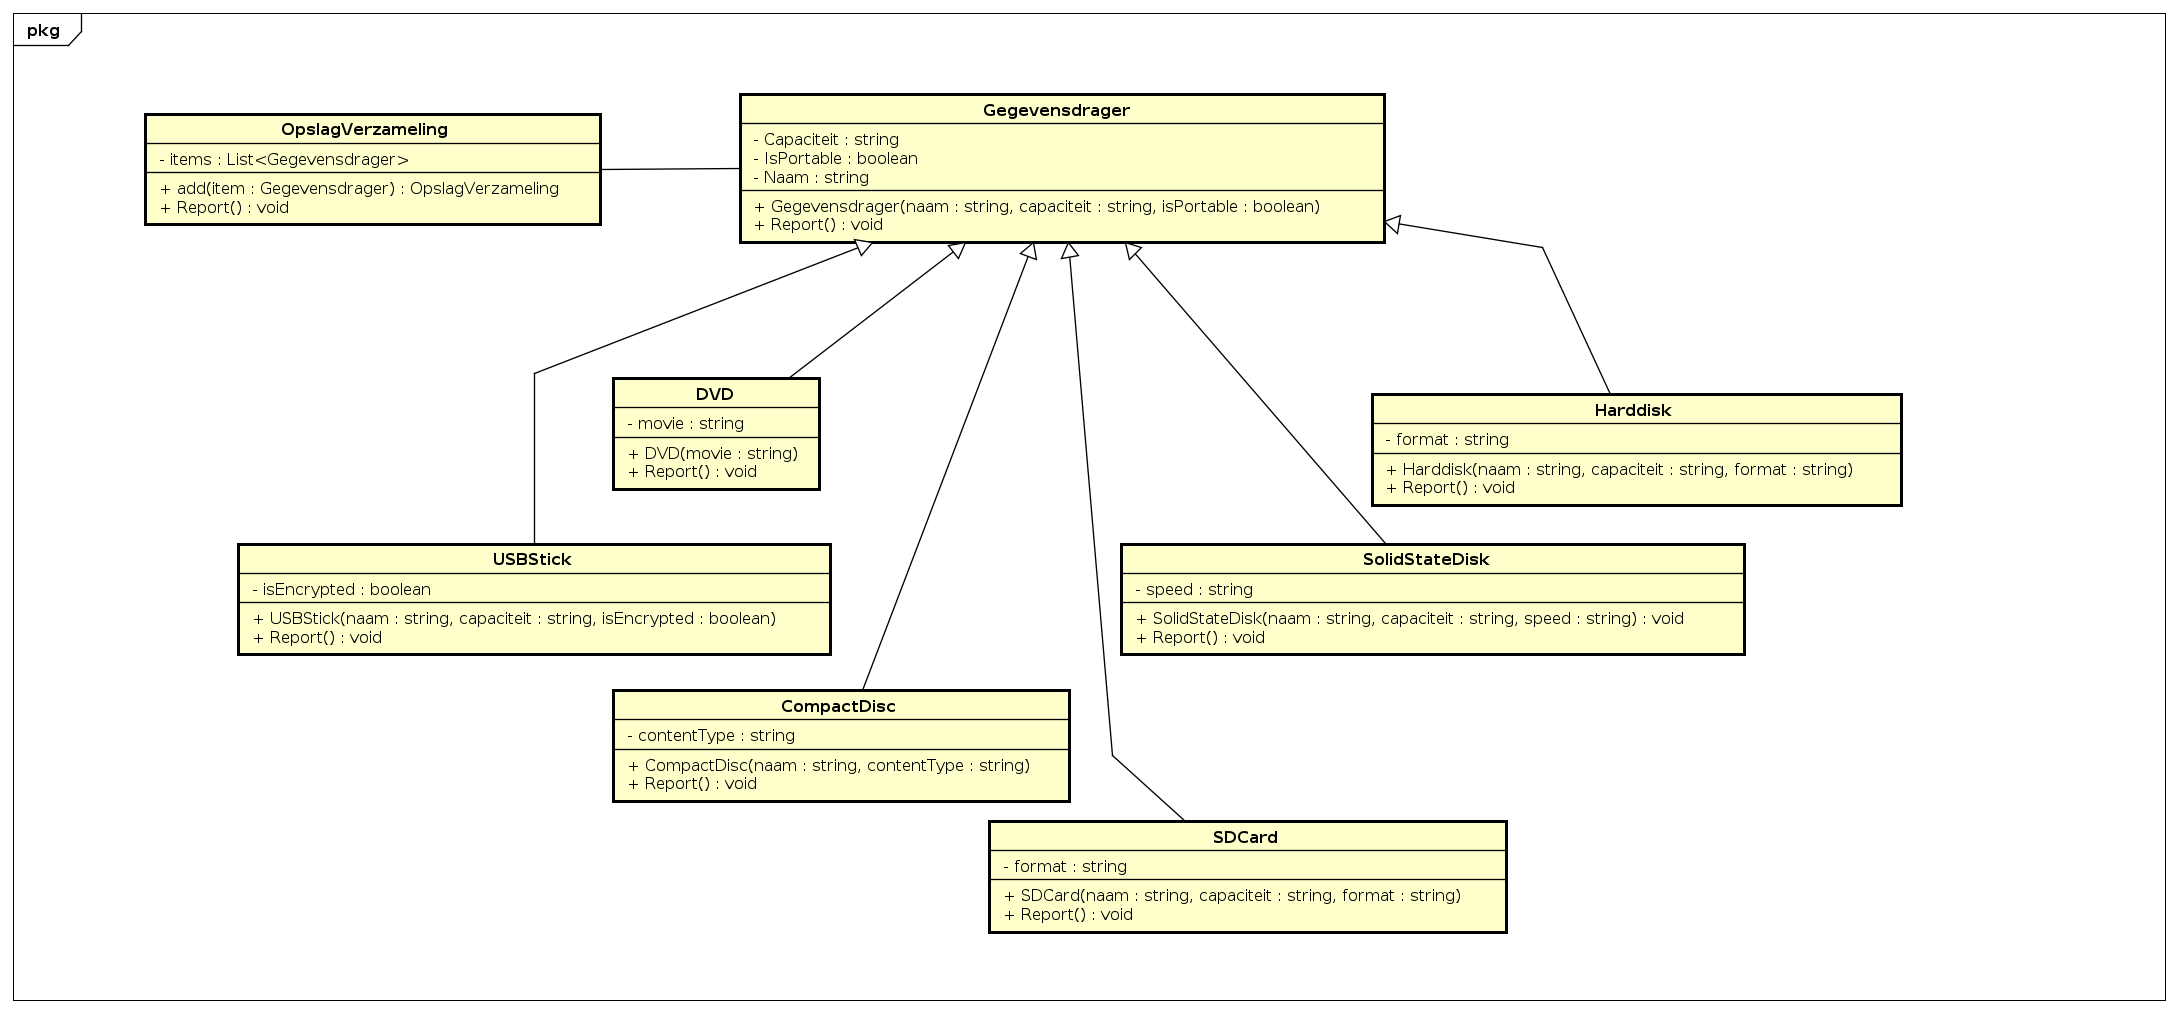 pkg
OpslagVerzameling
- items : List<Gegevensdrager>
+ add(item : Gegevensdrager) : OpslagVerzameling
+ Report() : void
Gegevensdrager
- Capaciteit : string
- IsPortable : boolean
- Naam : string
+ Gegevensdrager(naam : string, capaciteit : string, isPortable : boolean)
+ Report() : void
DVD
- movie : string
+ DVD(movie : string)
+ Report() : void
Harddisk
- format : string
+ Harddisk(naam : string, capaciteit : string, format : string)
+ Report() : void
USBStick
- isEncrypted : boolean
+ USBStick(naam : string, capaciteit : string, isEncrypted : boolean)
+ Report() : void
SolidStateDisk
- speed : string
+ SolidStateDisk(naam : string, capaciteit : string, speed : string) : void
+ Report() : void
CompactDisc
- contentType : string
+ CompactDisc(naam : string, contentType : string)
+ Report() : void
SDCard
- format : string
+ SDCard(naam : string, capaciteit : string, format : string)
+ Report() : void